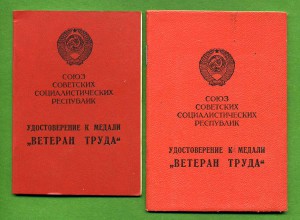 СОЮЗ
СОВЕТСКИХ
СОЦИАЛИСТИЧЕСКИХ
РЕСПУБЛИК
УДОСТОВЕРЕНИЕ К МЕДАЛИ
„ВЕТЕРАН ТРУДА“
СОЮЗ
СОВЕТСКИХ
СОЦИАЛИСТИЧЕСКИХ
РЕСПУБЛИК
УДОСТОВЕРЕНИЕ К МЕДАЛИ
„ВЕТЕРАН ТРУДА“